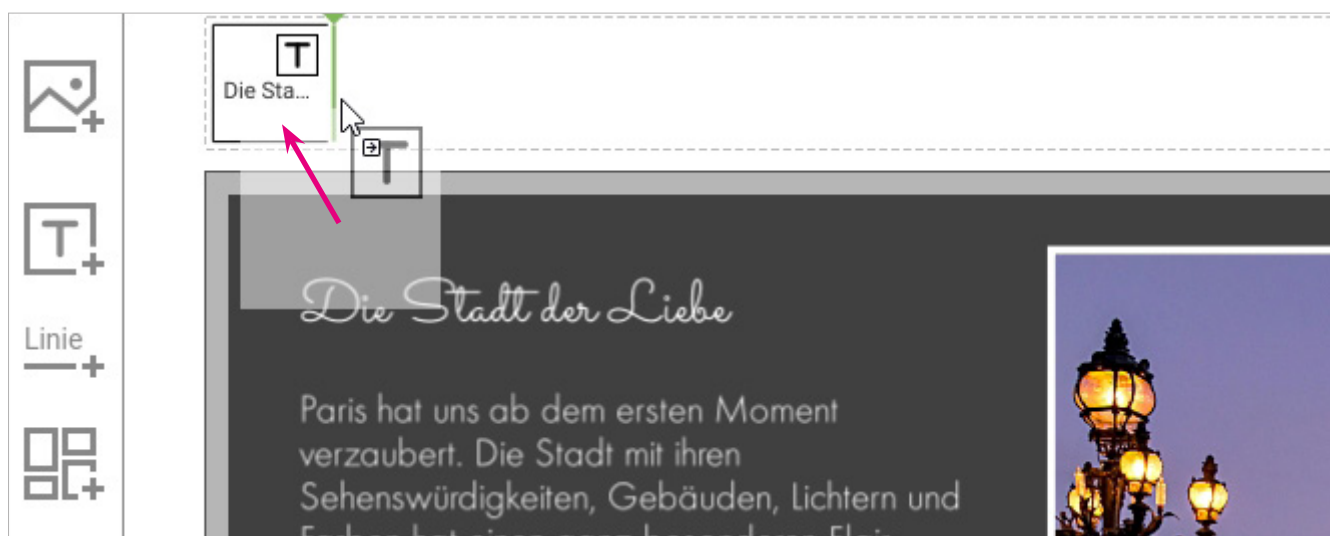 T
Die Sta...
T
T
Linie
Die Stadt der Liebe
Paris hat uns ab dem ersten Moment
verzaubert. Die Stadt mit ihren
Sehenswürdigkeiten, Gebäuden, Lichtern und